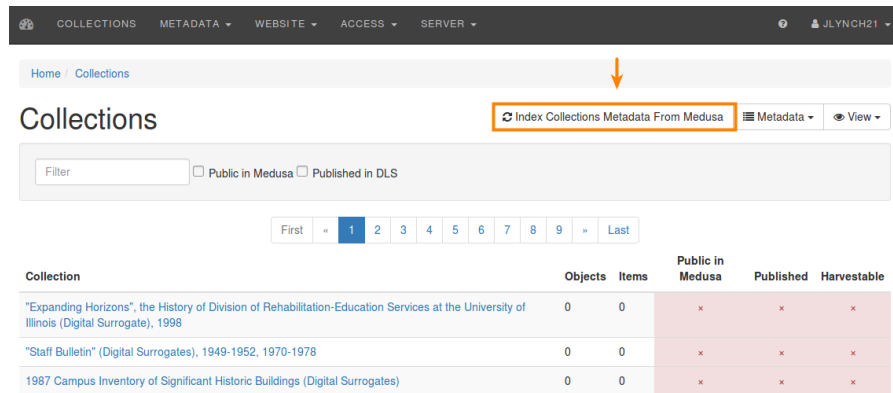 COLLECTIONS METADATA WEBSITE ACCESS SERVER JLYNCH21
Home / Collections
Collections
Index Collections Metadata From Medusa Metadata View
Filter Public in Medusa Published in DLS
First « 1 2 3 4 5 6 7 8 9 » Last
Collection Objects Items Public in Medusa Published Harvestable
"Expanding Horizons", the History of Division of Rehabilitation-Education Services at the University of 0 0 × × ×
Illinois (Digital Surrogate), 1998
"Staff Bulletin" (Digital Surrogates), 1949-1952, 1970-1978 0 0 × × ×
1987 Campus Inventory of Significant Historic Buildings (Digital Surrogates) 0 0 × × ×